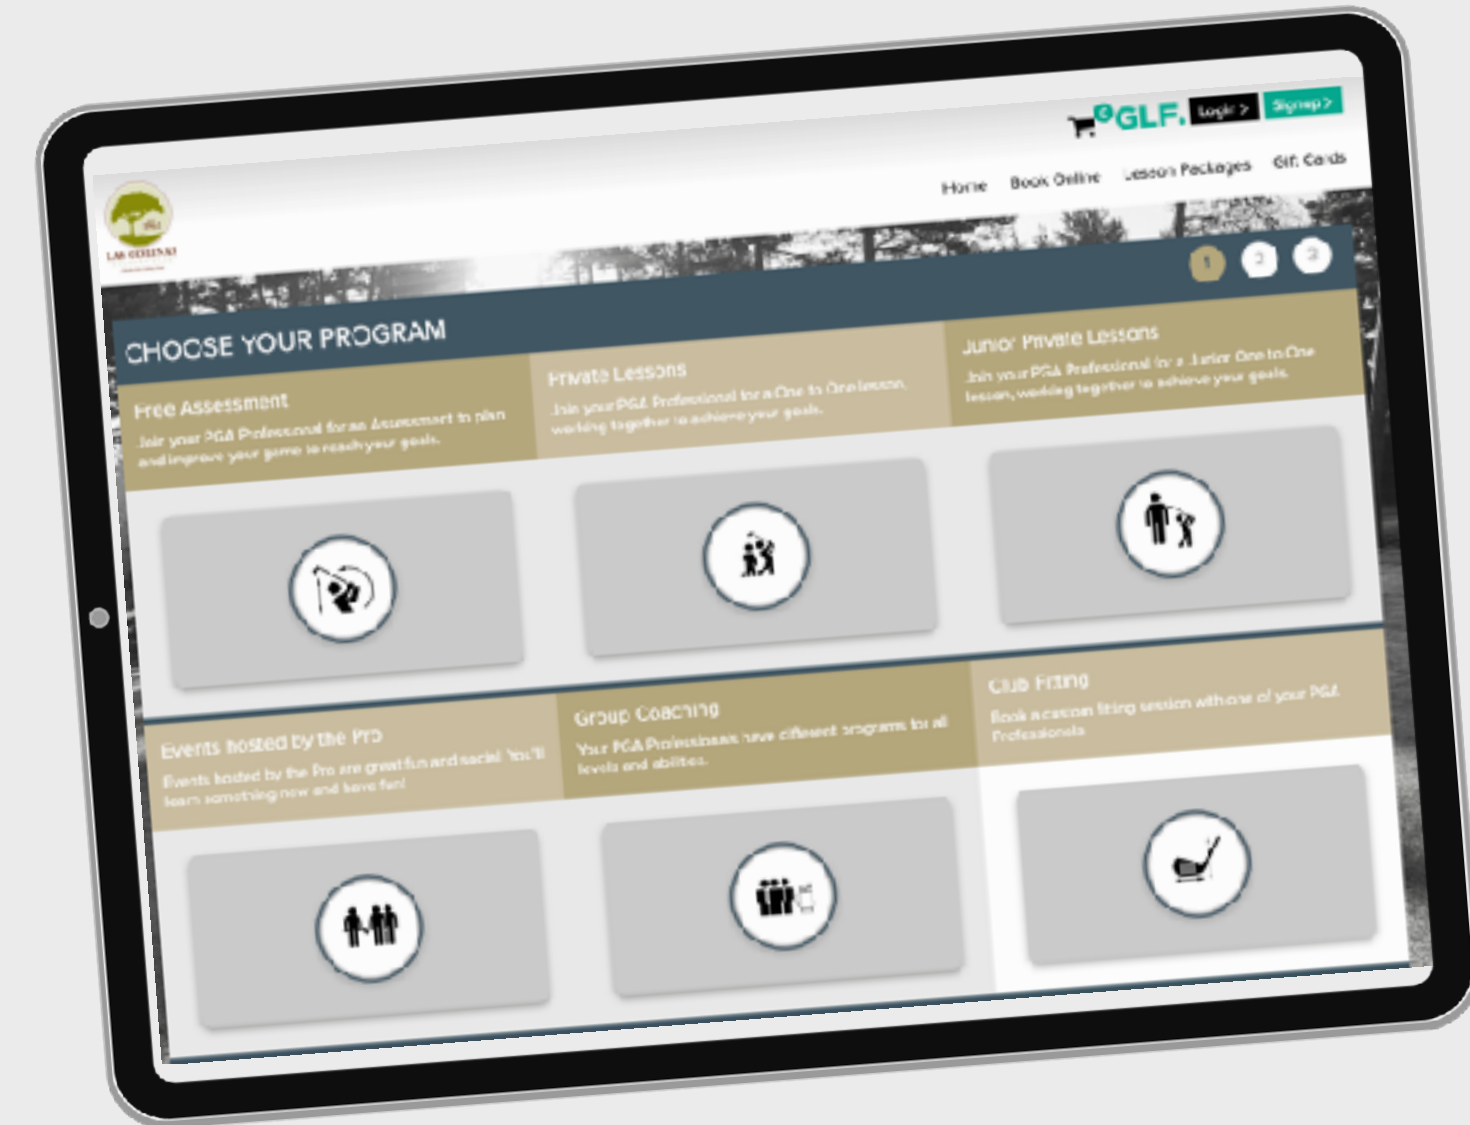 GLF.
Login >
Signup >
Home Book Online Lesson Packages Gift Cards
LAS COLINAS
CHOOSE YOUR PROGRAM
1 2 3
Free Assessment
Join your PGA Professional for an Assessment to plan
and improve your game to reach your goals.
Private Lessons
Join your PGA Professional for a One to One lesson,
working together to achieve your goals.
Junior Private Lessons
Join your PGA Professional for a Junior One to One
lesson, working together to achieve your goals.
Events hosted by the Pro
Events hosted by the Pro are great fun and social. You'll
learn something new and have fun!
Group Coaching
Your PGA Professionals have different programs for all
levels and abilities.
Club Fitting
Book a custom fitting session with one of your PGA
Professionals